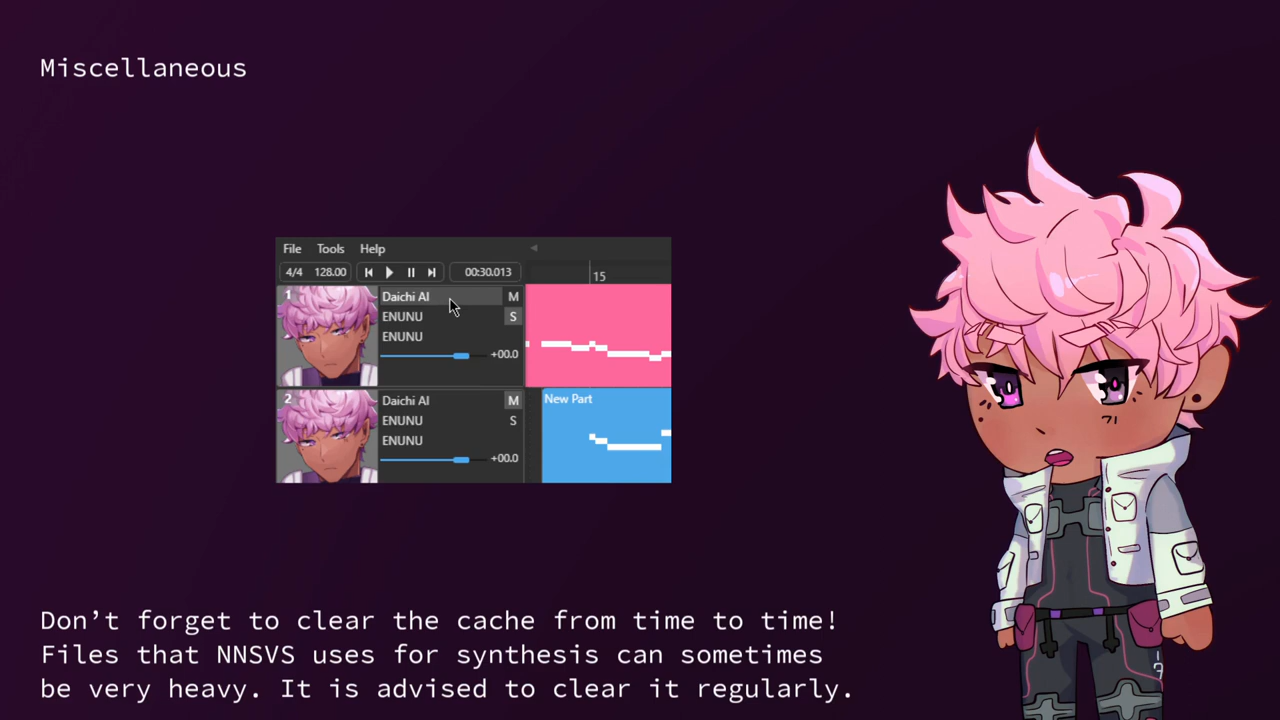 Miscellaneous
File Tools Help
4/4 128.00 00:30.013
15
1 Daichi AI M
ENUNU S
ENUNU
+00.0
2 Daichi AI M
New Part
ENUNU S
ENUNU
+00.0
Don’t forget to clear the cache from time to time!
Files that NNSVS uses for synthesis can sometimes
be very heavy. It is advised to clear it regularly.